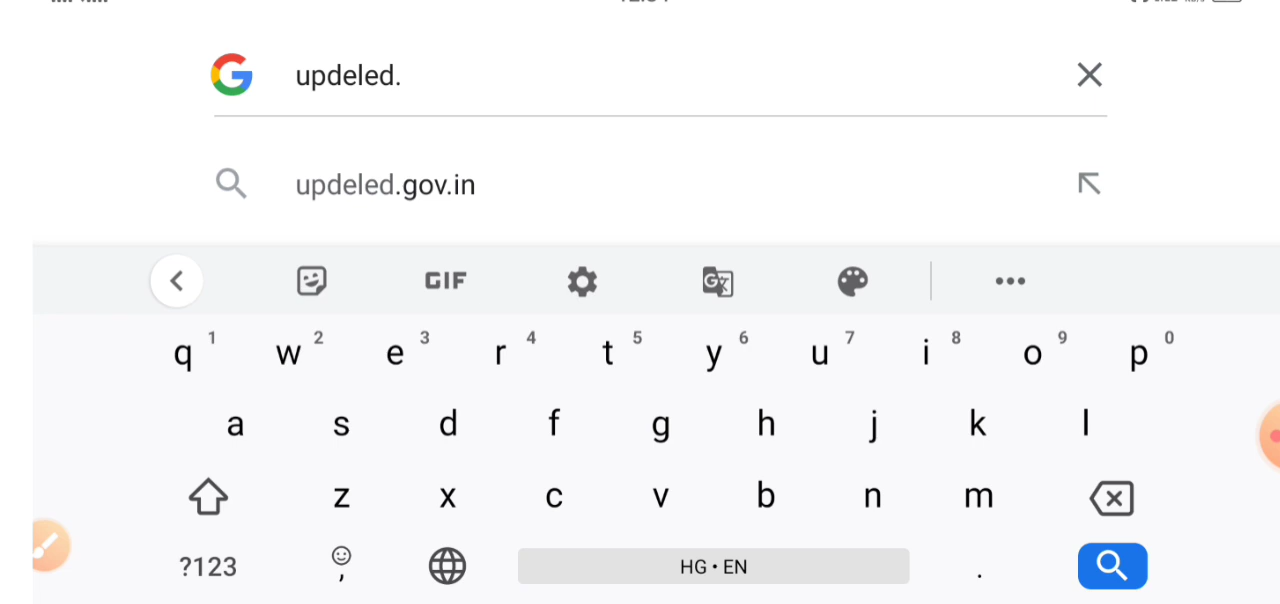 updeled.
updeled.gov.in
GIF
q 1 w 2 e 3 r 4 t 5 y 6 u 7 i 8 o 9 p 0
a s d f g h j k l
z x c v b n m
?123 , HG • EN .